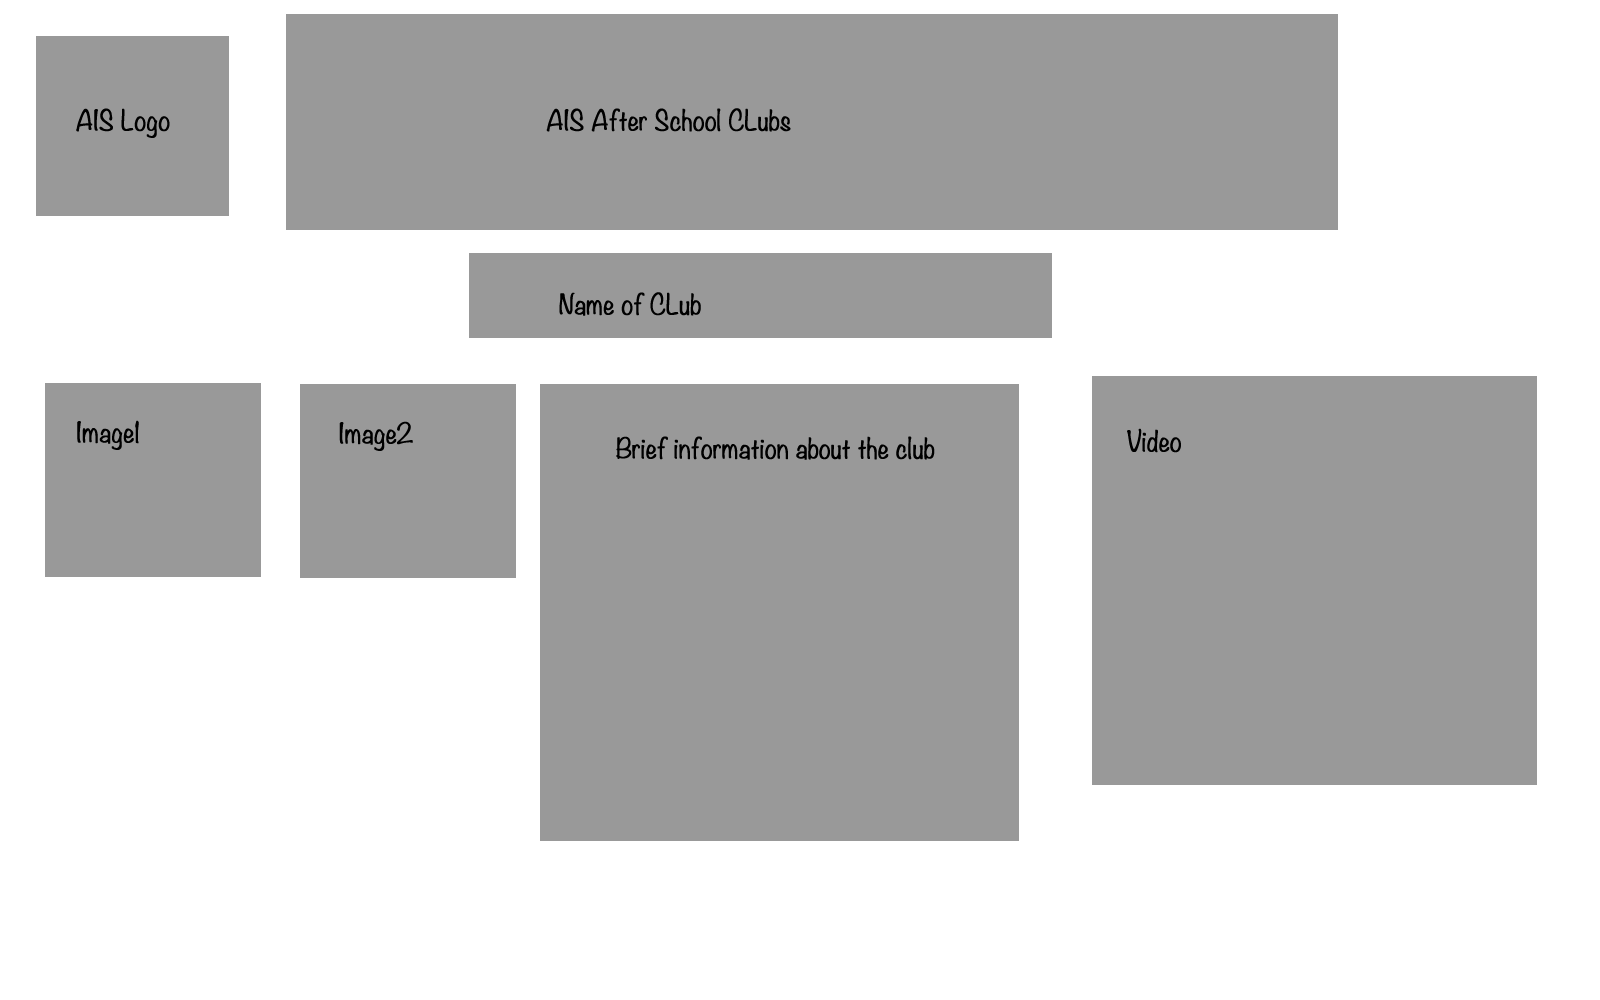 AIS Logo
AIS After School CLubs
Name of CLub
Image1
Image2
Brief information about the club
Video